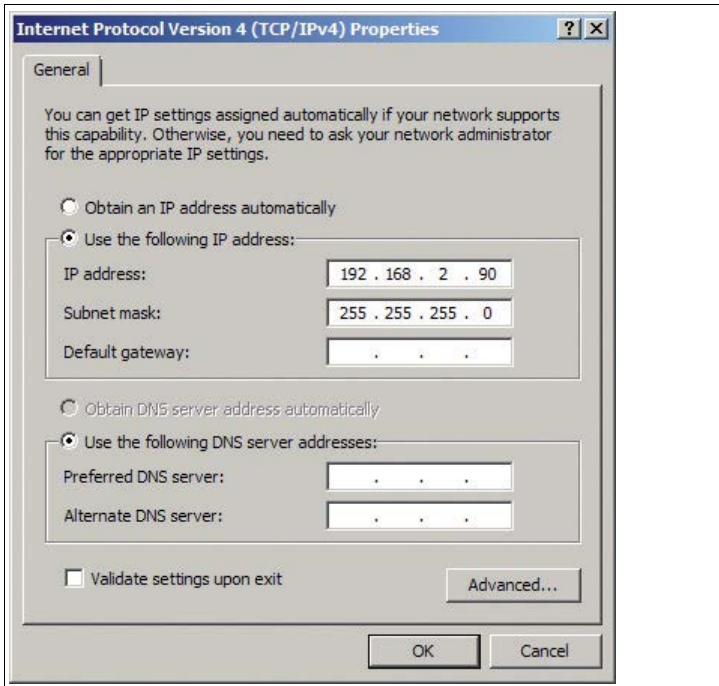 Internet Protocol Version 4 (TCP/IPv4) Properties
General
You can get IP settings assigned automatically if your network supports
this capability. Otherwise, you need to ask your network administrator
for the appropriate IP settings.
Obtain an IP address automatically
Use the following IP address:
IP address: 192 . 168 . 2 . 90
Subnet mask: 255 . 255 . 255 . 0
Default gateway: . . .
Obtain DNS server address automatically
Use the following DNS server addresses:
Preferred DNS server: . . .
Alternate DNS server: . . .
Validate settings upon exit
Advanced...
OK Cancel